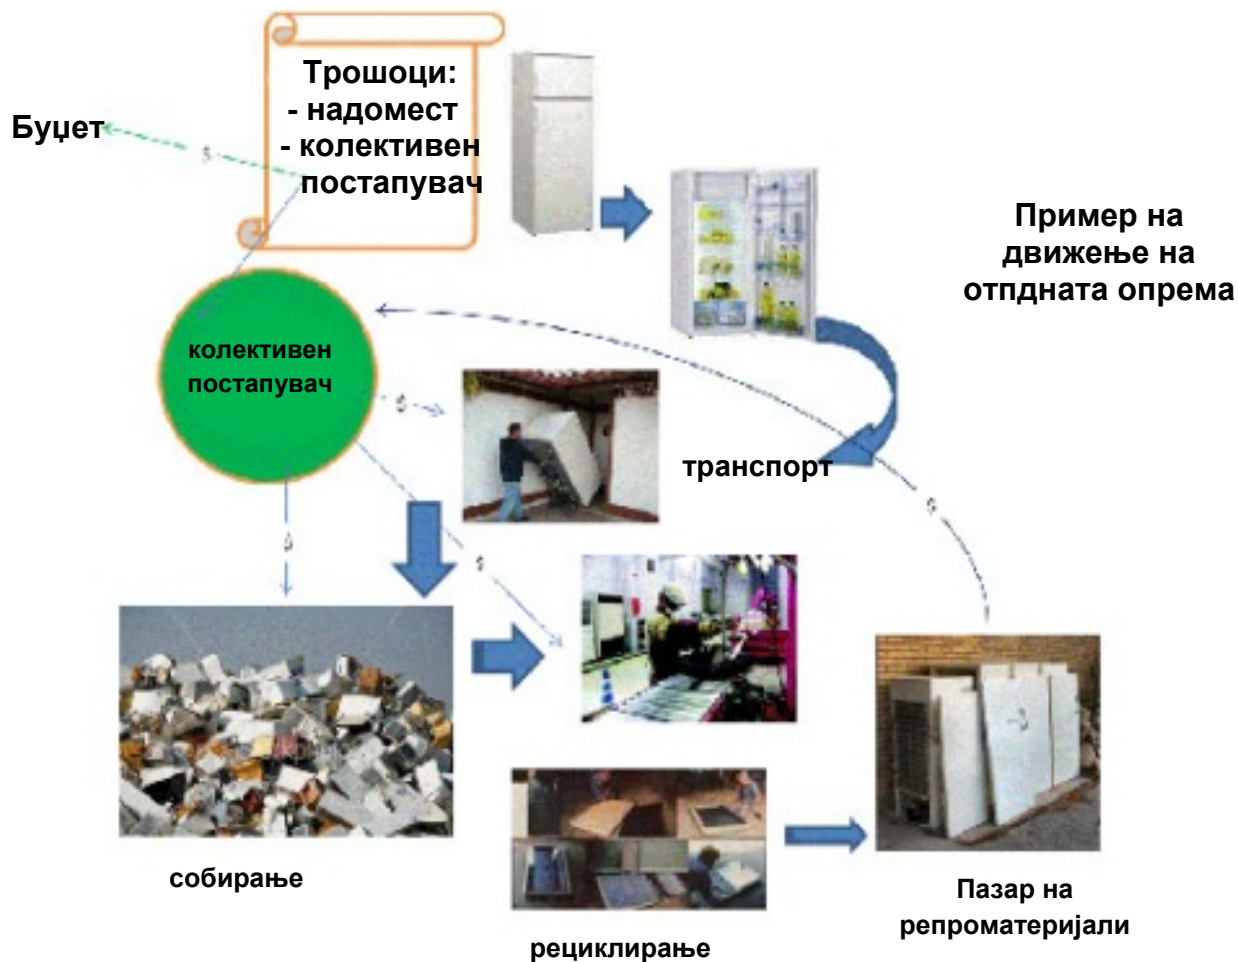 Трошоци:
- надомест
- колективен
постапувач
Буџет
Пример на
движење на
отпдната опрема
колективен
постапувач
транспорт
собирање
рециклирање
Пазар на
репроматеријали